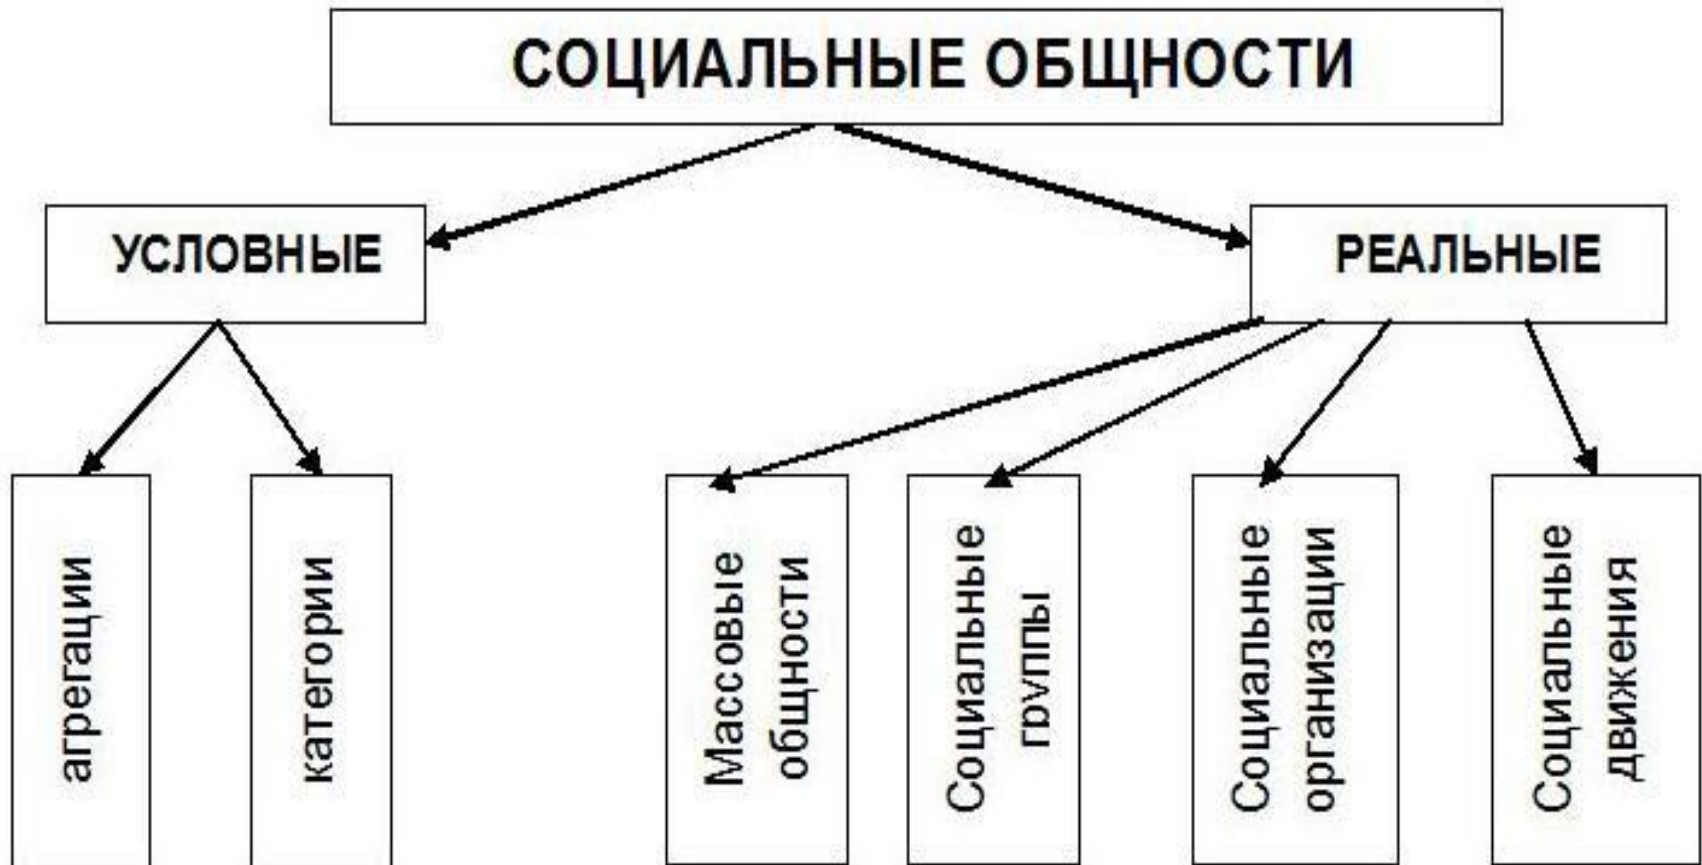 СОЦИАЛЬНЫЕ ОБЩНОСТИ
УСЛОВНЫЕ
РЕАЛЬНЫЕ
агрегации
категории
Массовые
общности
Социальные
группы
Социальные
организации
Социальные
движения